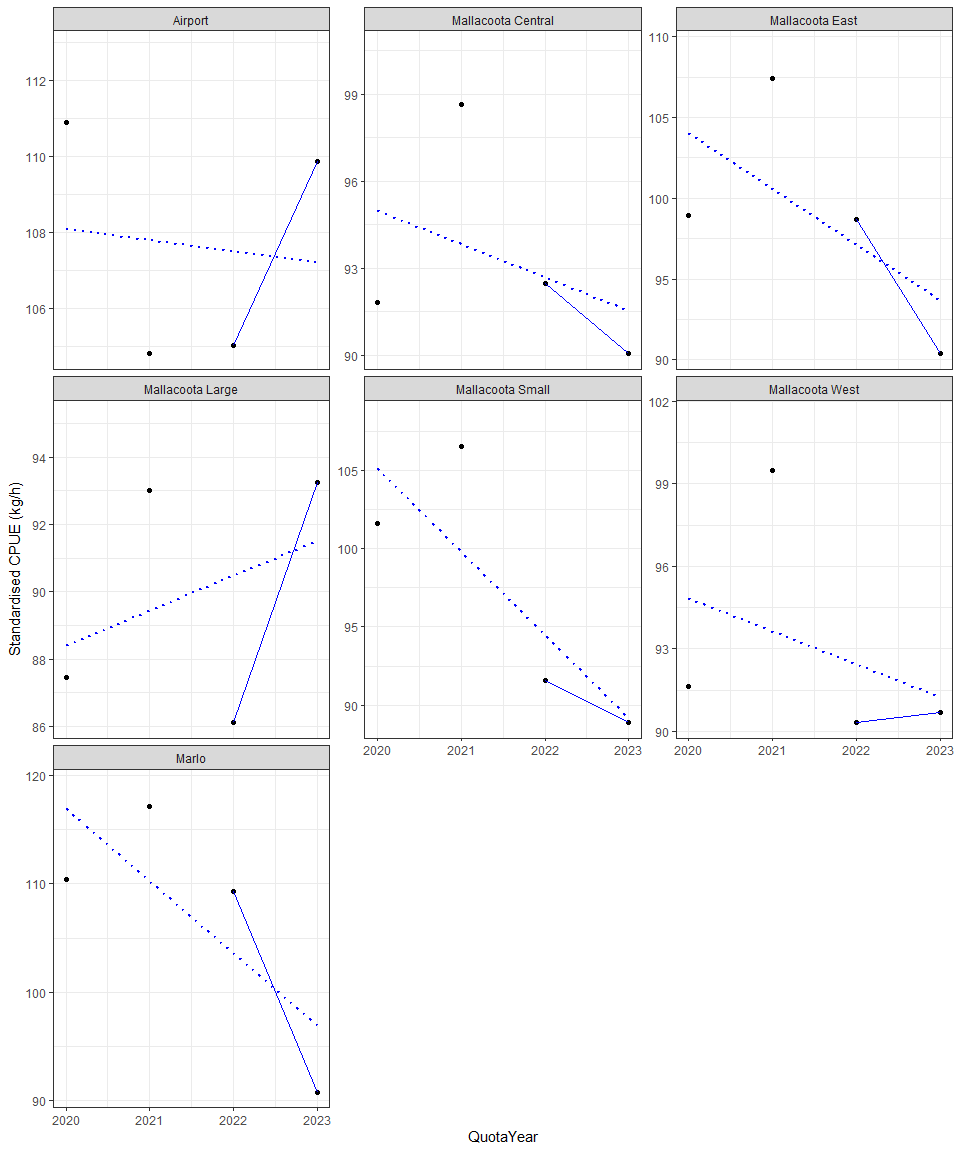 Airport
Mallacoota Central
Mallacoota East
112
110
108
106
99
96
93
90
110
105
100
95
90
Mallacoota Large
Mallacoota Small
Mallacoota West
94
92
90
88
86
105
100
95
90
102
99
96
93
90
2020 2021 2022 2023
2020 2021 2022 2023
Marlo
120
110
100
90
2020 2021 2022 2023
Standardised CPUE (kg/h)
QuotaYear